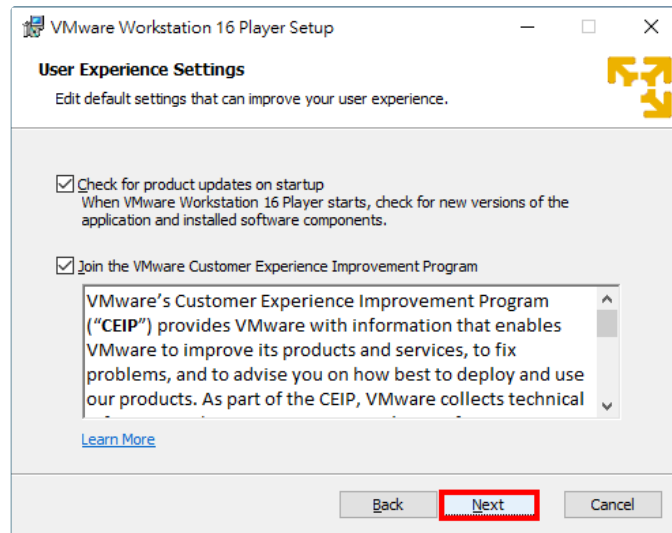 VMware Workstation 16 Player Setup
User Experience Settings
Edit default settings that can improve your user experience.
Check for product updates on startup
When VMware Workstation 16 Player starts, check for new versions of the
application and installed software components.
Join the VMware Customer Experience Improvement Program
VMware’s Customer Experience Improvement Program
(“CEIP”) provides VMware with information that enables
VMware to improve its products and services, to fix
problems, and to advise you on how best to deploy and use
our products. As part of the CEIP, VMware collects technical
Learn More
Back Next Cancel